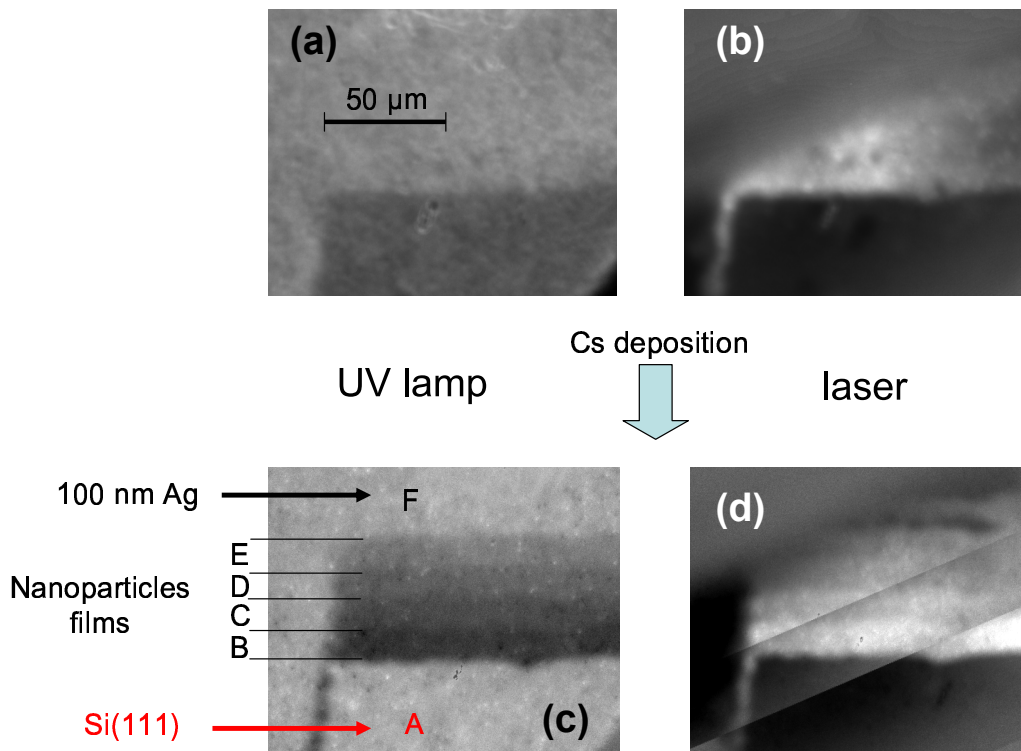 (a)
(b)
50 µm
Cs deposition
UV lamp
laser
100 nm Ag
F
(d)
E
D
Nanoparticles
films
C
B
Si(111)
A
(c)